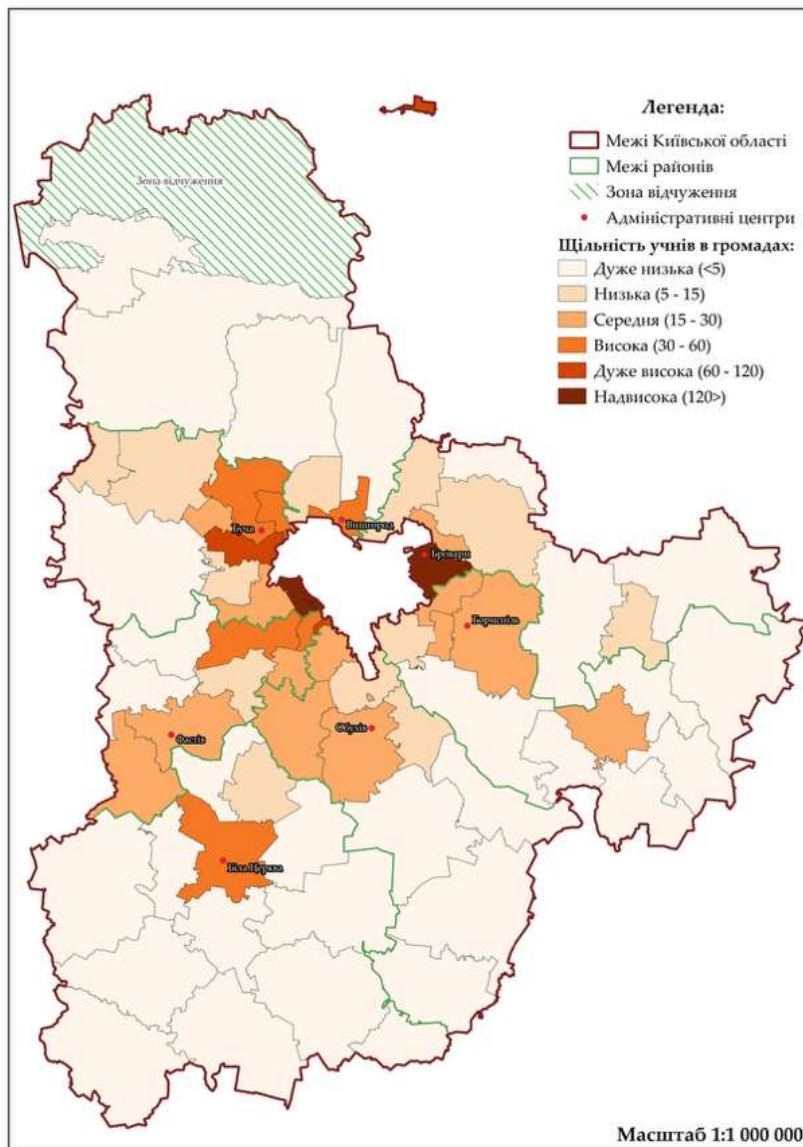 Легенда:
Межі Київської області
Межі районів
Зона відчуження
Адміністративні центри
Щільність учнів в громадах:
Дуже низька (<5)
Низька (5 - 15)
Середня (15 - 30)
Висока (30 - 60)
Дуже висока (60 - 120)
Надвисока (120>)
Зона відчуження
Вишгород
Буча
Бровари
Бориспіль
Обухів
Фастів
Біла Церква
Масштаб 1:1 000 000